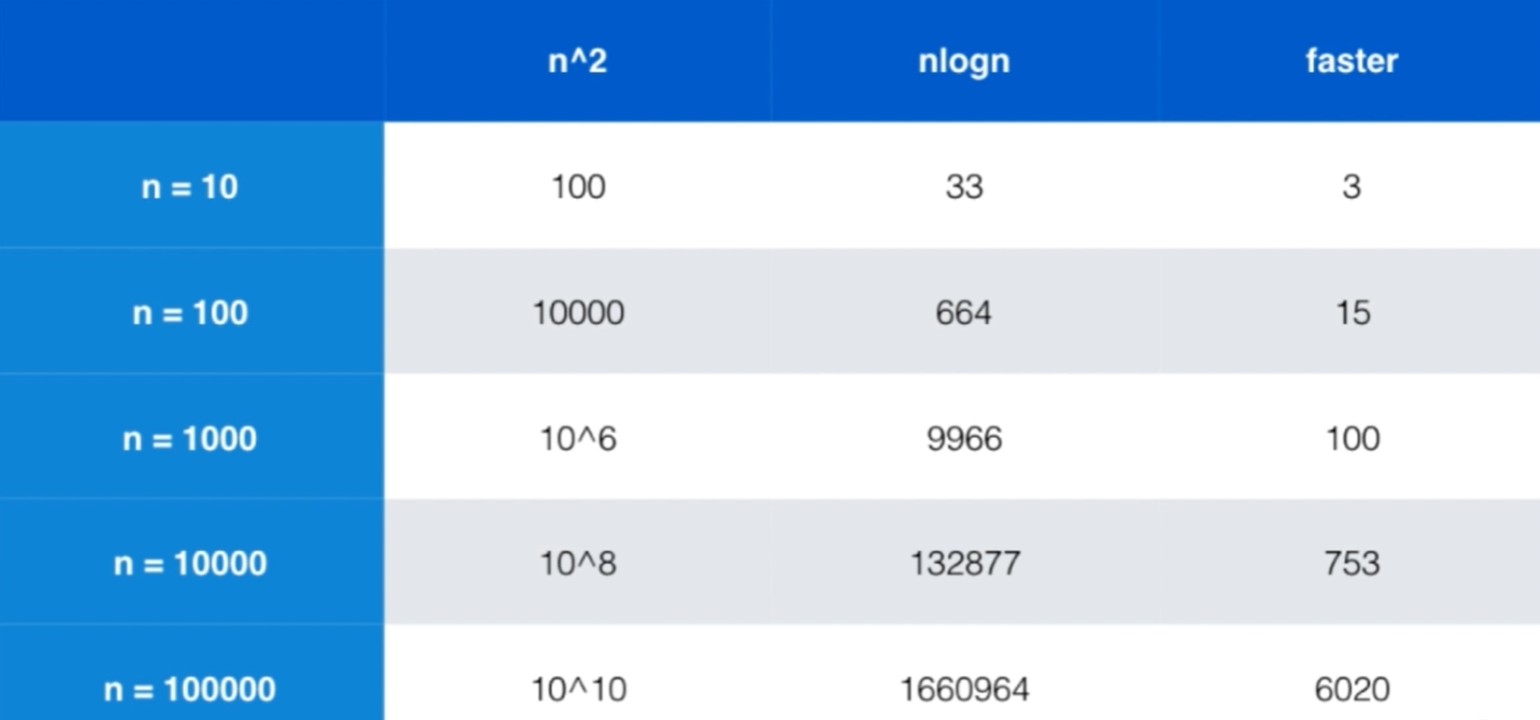 n^2 nlogn faster
n = 10 100 33 3
n = 100 10000 664 15
n = 1000 10^6 9966 100
n = 10000 10^8 132877 753
n = 100000 10^10 1660964 6020